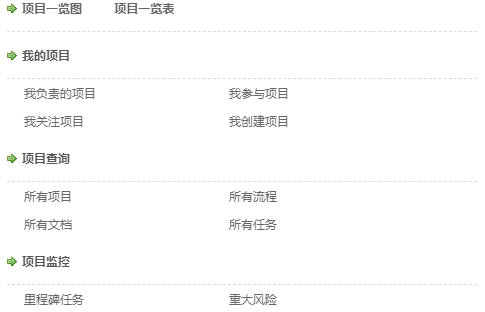 项目一览图 项目一览表
我的项目
我负责的项目 我参与项目
我关注项目 我创建项目
项目查询
所有项目 所有流程
所有文档 所有任务
项目监控
里程碑任务 重大风险